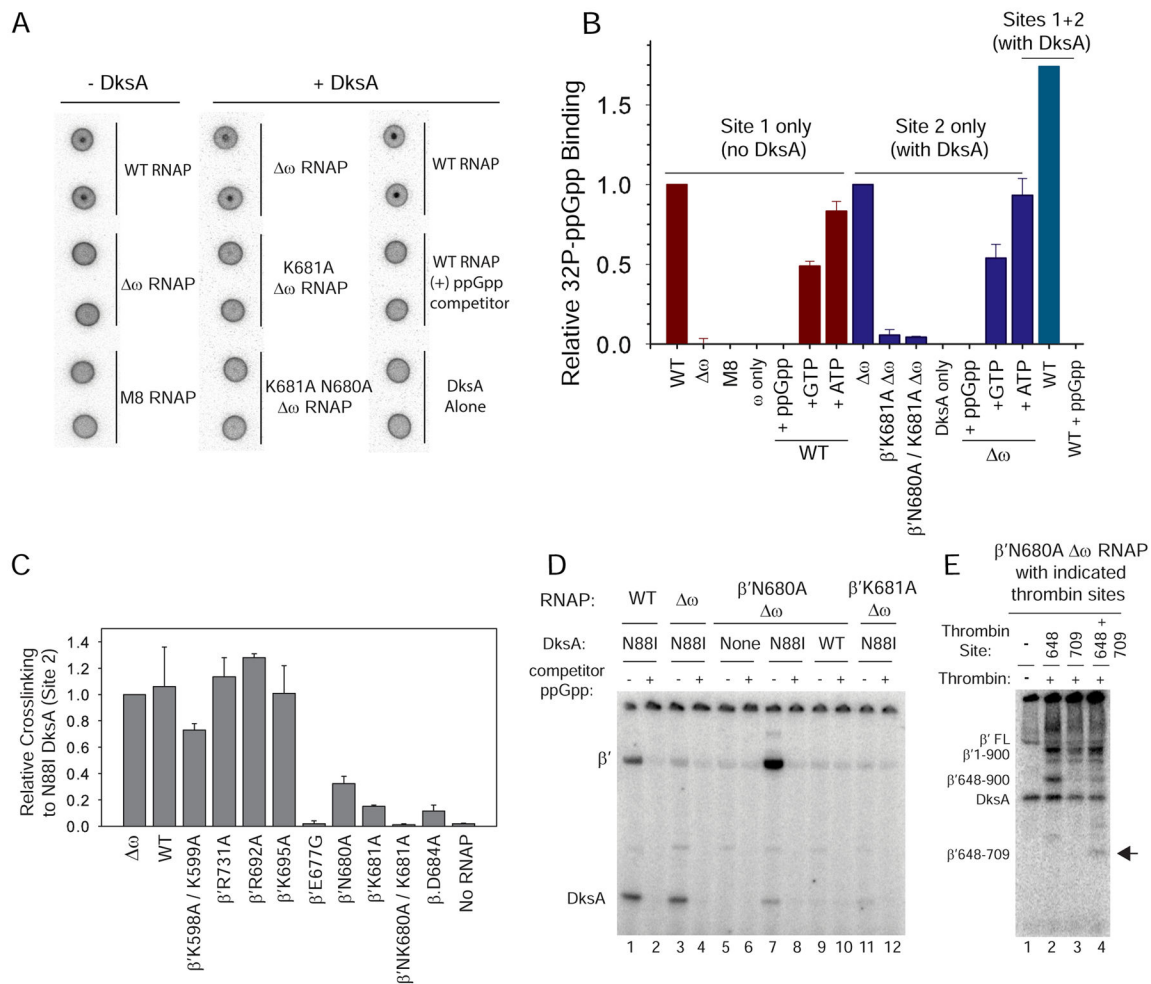 A
- DksA
+ DksA
WT RNAP
Δω RNAP
M8 RNAP
Δω RNAP
K681A
Δω RNAP
K681A N680A
Δω RNAP
WT RNAP
WT RNAP
(+) ppGpp
competitor
DksA
Alone
B
Relative 32P-ppGpp Binding
1.5
1.0
0.5
0.0
Site 1 only
(no DksA)
Site 2 only
(with DksA)
Sites 1+2
(with DksA)
WT
Δω
M8
ω only
+ ppGpp
+GTP
+ ATP
WT
Δω
β'K681A Δω
β'N680A / K681A Δω
DksA only
+ ppGpp
+GTP
+ ATP
Δω
WT
WT + ppGpp
C
Relative Crosslinking
to N88I DksA (Site 2)
1.4
1.2
1.0
0.8
0.6
0.4
0.2
0.0
Δω
WT
β'K598A / K599A
β'R731A
β'R692A
β'K695A
β'E677G
β'N680A
β'K681A
β'NK680A / K681A
β.D684A
No RNAP
D
RNAP:
WT
Δω
β'N680A
Δω
β'K681A
Δω
DksA:
N88I
N88I
None
N88I
WT
N88I
competitor
ppGpp:
- + - + - + - + - + - +
β'
DksA
1 2 3 4 5 6 7 8 9 10 11 12
E
β'N680A Δω RNAP
with indicated
thrombin sites
Thrombin
Site:
-
648
709
648 +
709
Thrombin:
- + + +
β' FL
β'1-900
β'648-900
DksA
β'648-709
1 2 3 4